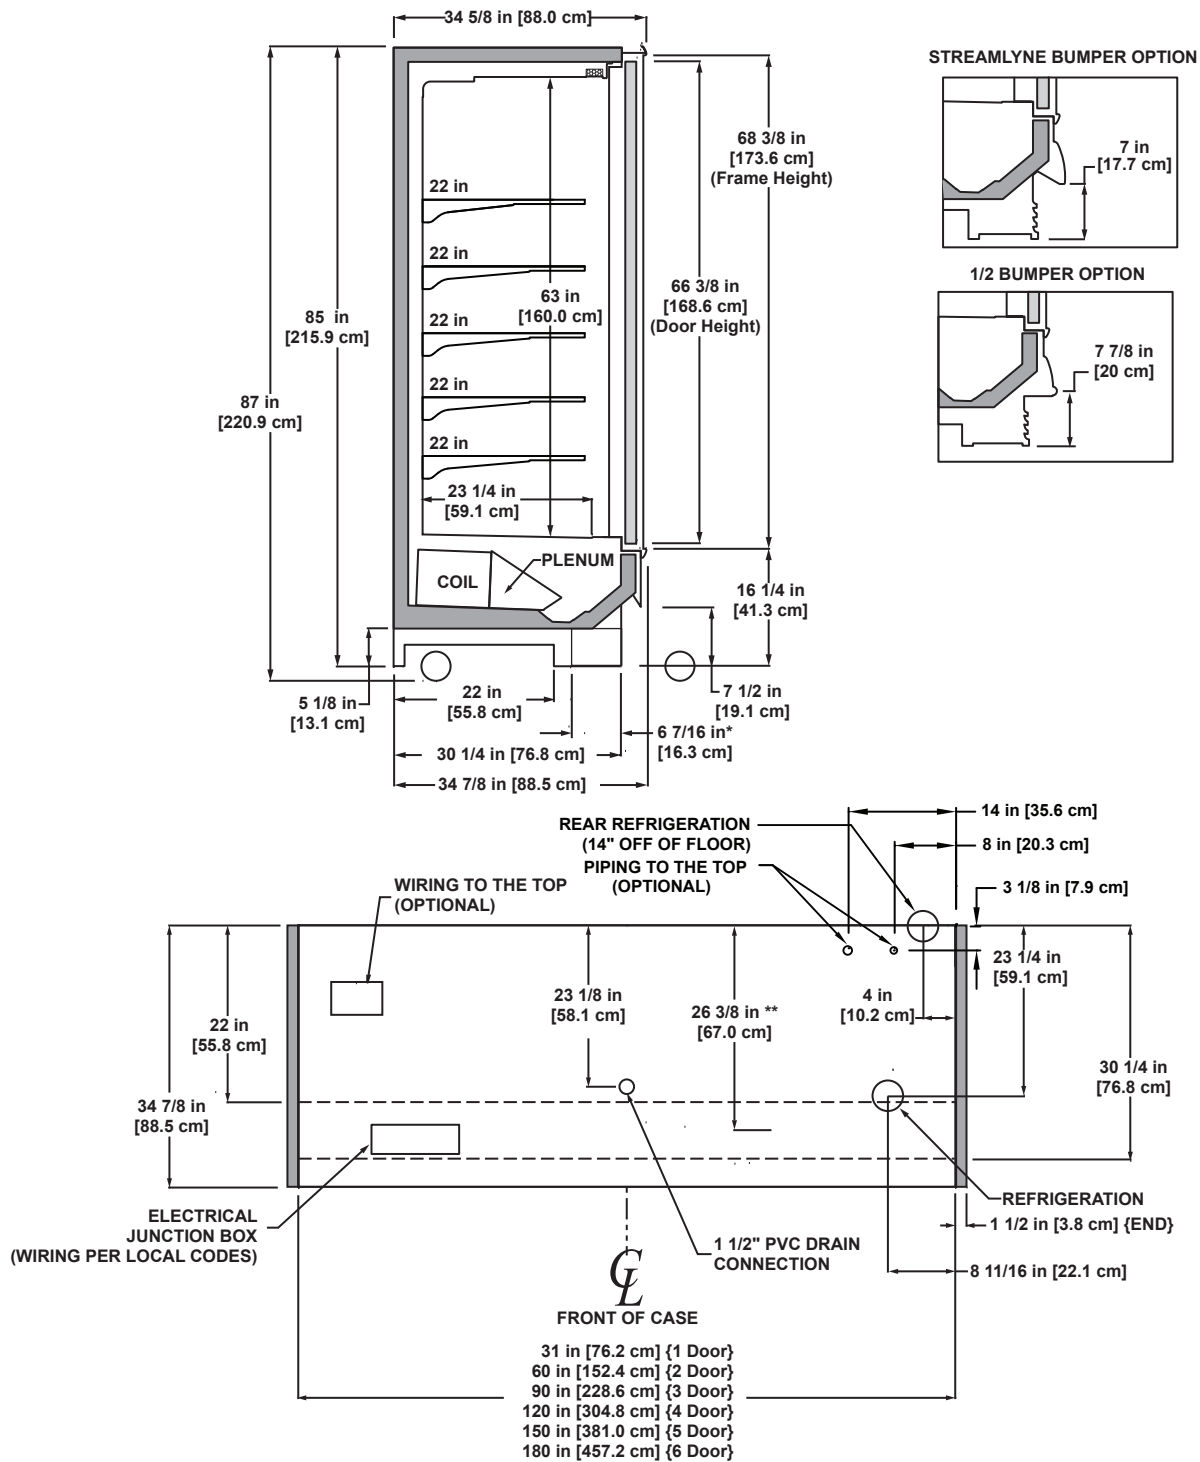 34 5/8 in [88.0 cm]
STREAMLYNE BUMPER OPTION
68 3/8 in
[173.6 cm]
(Frame Height)
7 in
[17.7 cm]
22 in
22 in
22 in
22 in
22 in
63 in
[160.0 cm]
66 3/8 in
[168.6 cm]
(Door Height)
1/2 BUMPER OPTION
7 7/8 in
[20 cm]
85 in
[215.9 cm]
87 in
[220.9 cm]
23 1/4 in
[59.1 cm]
COIL
PLENUM
16 1/4 in
[41.3 cm]
5 1/8 in
[13.1 cm]
22 in
[55.8 cm]
7 1/2 in
[19.1 cm]
6 7/16 in*
[16.3 cm]
30 1/4 in [76.8 cm]
34 7/8 in [88.5 cm]
14 in [35.6 cm]
REAR REFRIGERATION
(14" OFF OF FLOOR)
8 in [20.3 cm]
PIPING TO THE TOP
(OPTIONAL)
WIRING TO THE TOP
(OPTIONAL)
3 1/8 in [7.9 cm]
23 1/4 in
[59.1 cm]
4 in
[10.2 cm]
23 1/8 in
[58.1 cm]
26 3/8 in **
[67.0 cm]
22 in
[55.8 cm]
30 1/4 in
[76.8 cm]
34 7/8 in
[88.5 cm]
REFRIGERATION
1 1/2 in [3.8 cm] {END}
ELECTRICAL
JUNCTION BOX
(WIRING PER LOCAL CODES)
1 1/2" PVC DRAIN
CONNECTION
8 11/16 in [22.1 cm]
CL
FRONT OF CASE
31 in [76.2 cm] {1 Door}
60 in [152.4 cm] {2 Door}
90 in [228.6 cm] {3 Door}
120 in [304.8 cm] {4 Door}
150 in [381.0 cm] {5 Door}
180 in [457.2 cm] {6 Door}